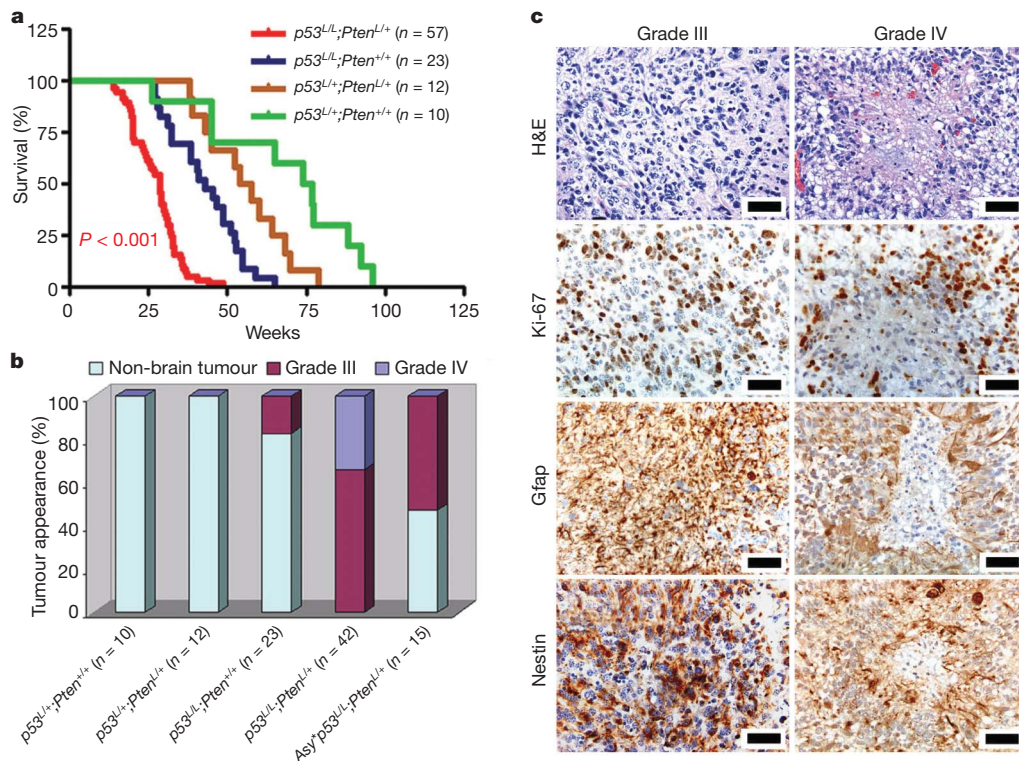 a
125
100
75
50
25
0
Survival (%)
0 25 50 75 100 125
Weeks
p53L/L;PtenL/+ (n = 57)
p53L/L;Pten+/+ (n = 23)
p53L/+;PtenL/+ (n = 12)
p53L/+;Pten+/+ (n = 10)
P < 0.001
b
Non-brain tumour Grade III Grade IV
100
80
60
40
20
0
Tumour appearance (%)
p53L/+;Pten+/+ (n = 10)
p53L/+;PtenL/+ (n = 12)
p53L/L;Pten+/+ (n = 23)
p53L/L;PtenL/+ (n = 42)
Asy*p53L/L;PtenL/+ (n = 15)
c
Grade III Grade IV
H&E
Ki-67
Gfap
Nestin